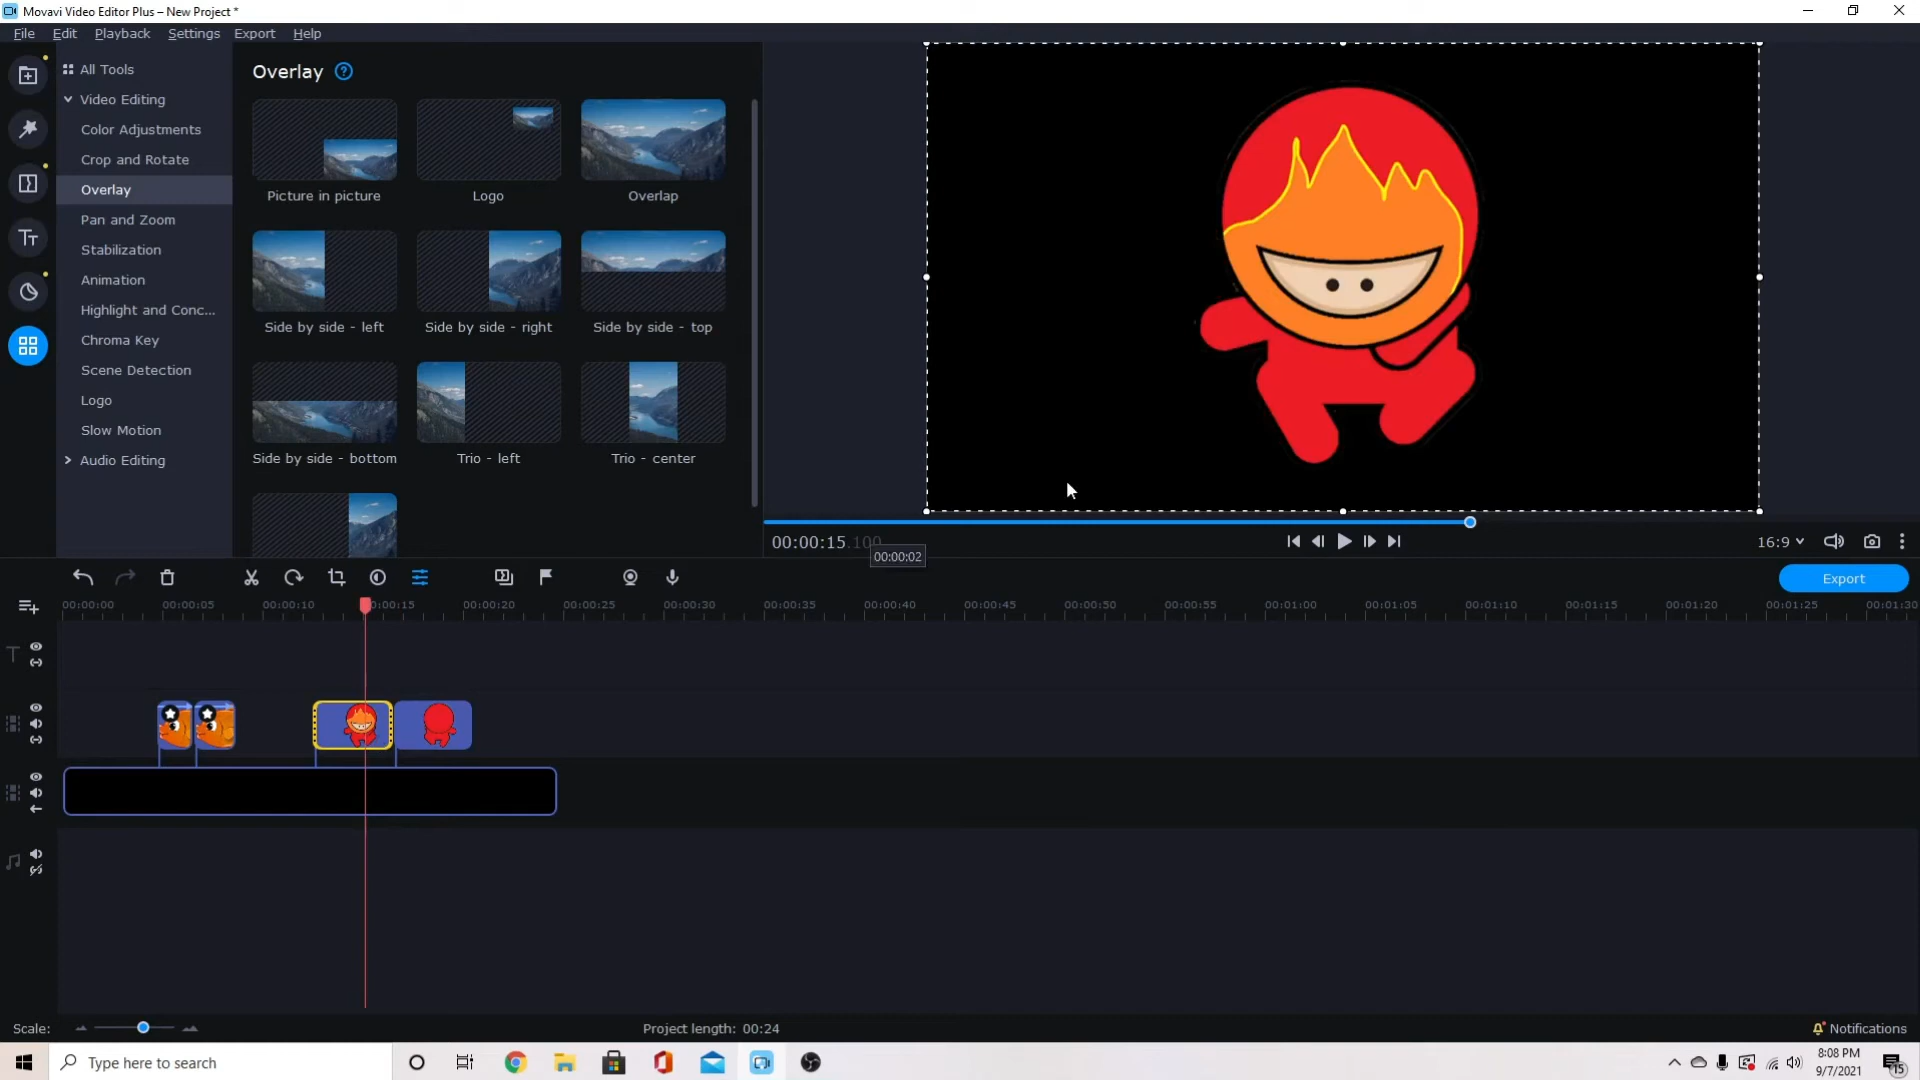 Movavi Video Editor Plus – New Project *
File Edit Playback Settings Export Help
All Tools
Video Editing
Color Adjustments
Crop and Rotate
Overlay
Pan and Zoom
Stabilization
Animation
Highlight and Conc...
Chroma Key
Scene Detection
Logo
Slow Motion
Audio Editing
Overlay ?
Picture in picture Logo Overlap
Side by side - left Side by side - right Side by side - top
Side by side - bottom Trio - left Trio - center
00:00:15.100
00:00:02
16:9
Export
00:00:00 00:00:05 00:00:10 00:00:15 00:00:20 00:00:25 00:00:30 00:00:35 00:00:40 00:00:45 00:00:50 00:00:55 00:01:00 00:01:05 00:01:10 00:01:15 00:01:20 00:01:25 00:01:30
Scale:
Project length: 00:24
Notifications
Type here to search
8:08 PM
9/7/2021
15